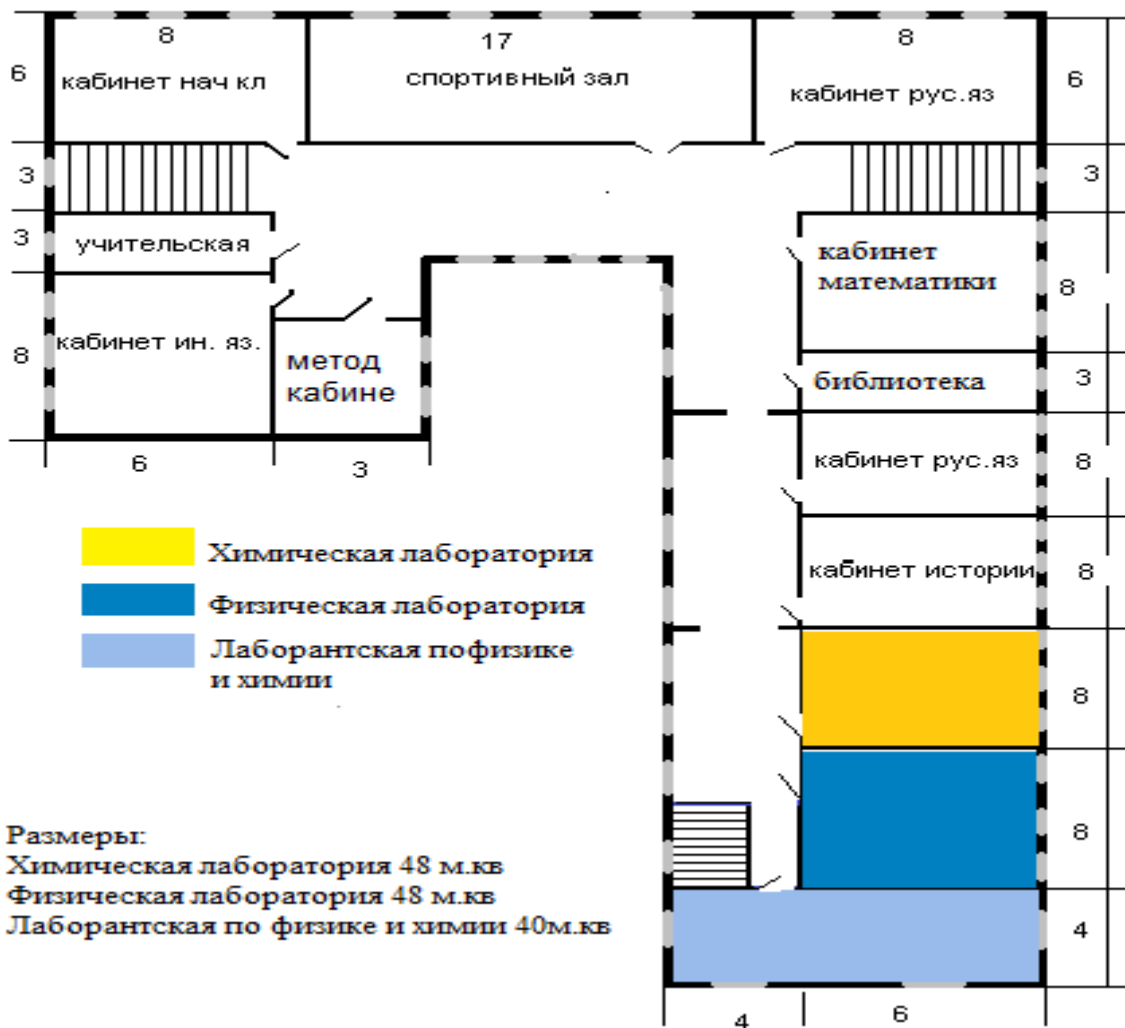 8
17
8
6
кабинет нач кл
спортивный зал
кабинет рус.яз
6
3
3
3
учительская
кабинет
математики
8
8
кабинет ин. яз.
метод
кабине
библиотека
3
6
3
кабинет рус.яз
8
Химическая лаборатория
кабинет истории
8
Физическая лаборатория
Лаборантская пофизике
и химии
8
8
Размеры:
Химическая лаборатория 48 м.кв
Физическая лаборатория 48 м.кв
Лаборантская по физике и химии 40м.кв
4
4
6